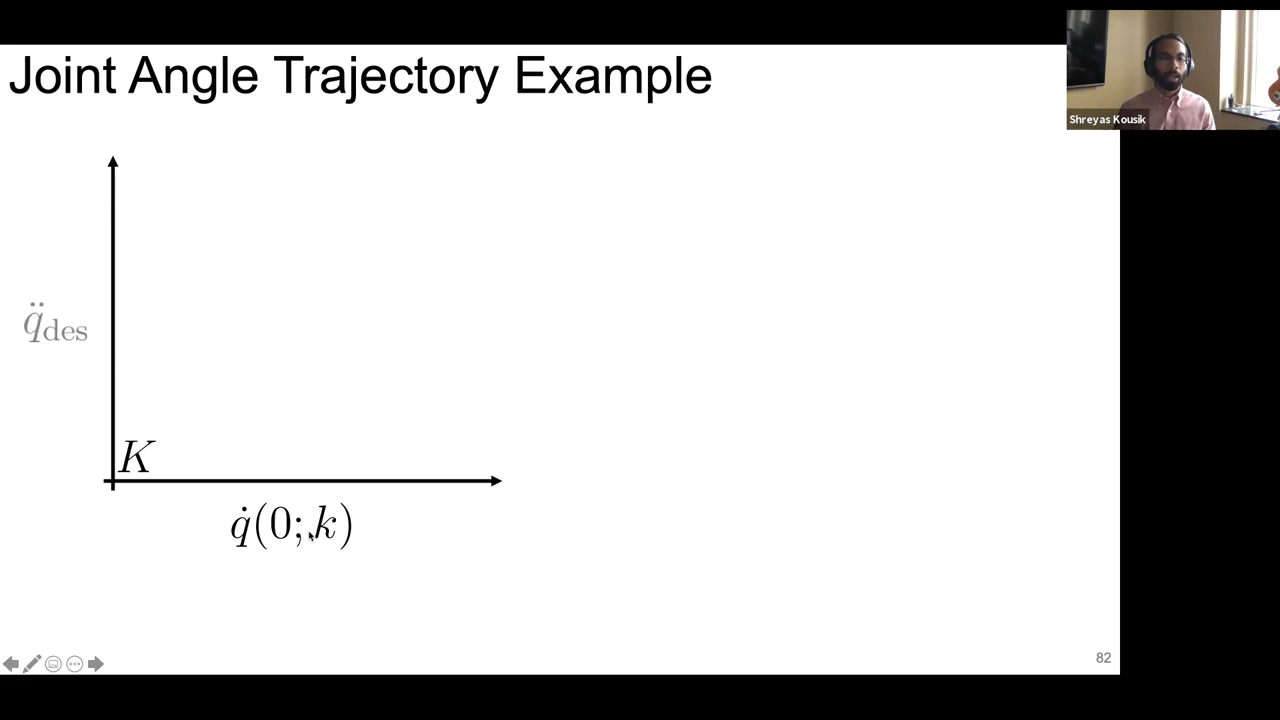 Joint Angle Trajectory Example
Shreyas Kousik
q̈des
K
q̇(0; k)
82